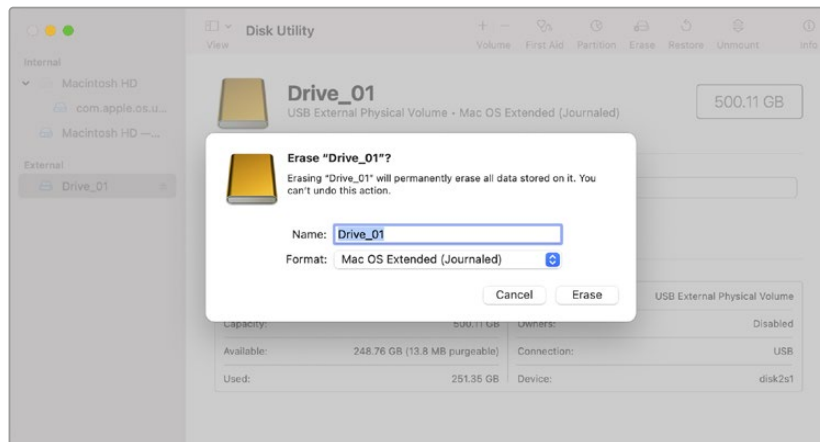 Disk Utility
View
Volume
First Aid
Partition
Erase
Restore
Unmount
Info
Internal
Macintosh HD
com.apple.os.u...
Macintosh HD —...
External
Drive_01
Drive_01
USB External Physical Volume • Mac OS Extended (Journaled)
500.11 GB
Erase “Drive_01”?
Erasing “Drive_01” will permanently erase all data stored on it. You
can’t undo this action.
Name: Drive_01
Format: Mac OS Extended (Journaled)
Cancel
Erase
USB External Physical Volume
Capacity: 500.11 GB
Owners: Disabled
Available: 248.76 GB (13.8 MB purgeable)
Connection: USB
Used: 251.35 GB
Device: disk2s1